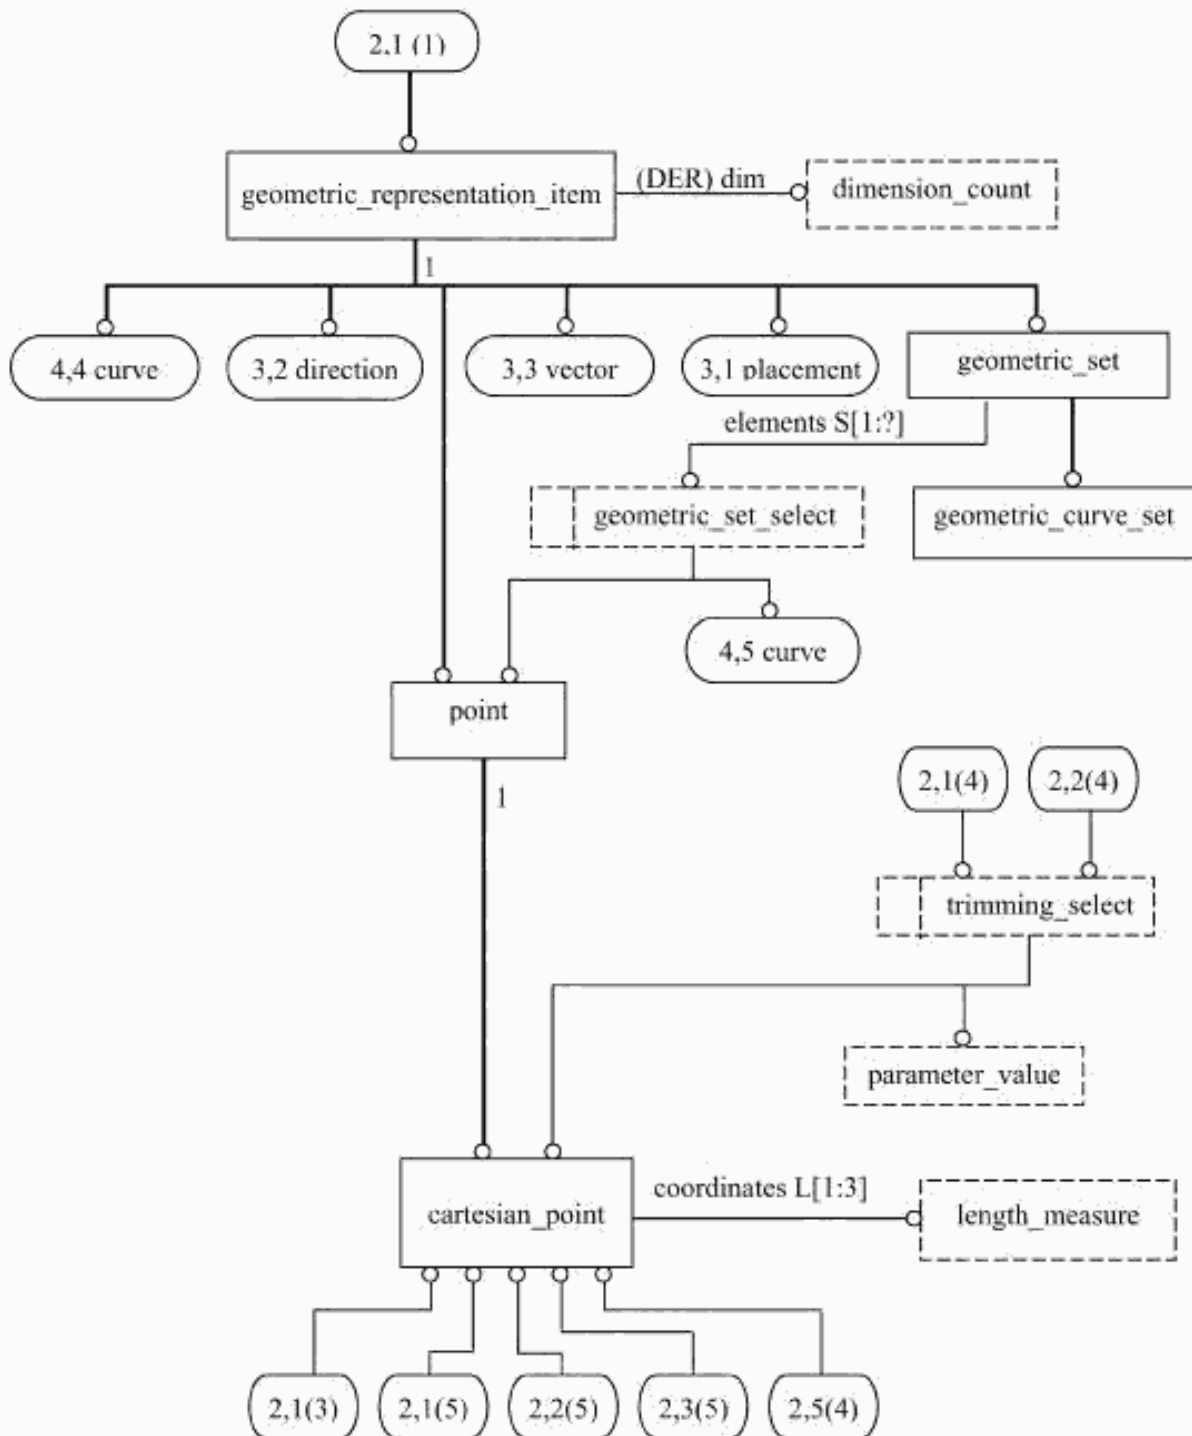 2,1 (1)
geometric_representation_item
(DER) dim
dimension_count
1
4,4 curve
3,2 direction
3,3 vector
3,1 placement
geometric_set
elements S[1:?]
geometric_set_select
geometric_curve_set
4,5 curve
point
1
2,1(4)
2,2(4)
trimming_select
parameter_value
cartesian_point
coordinates L[1:3]
length_measure
2,1(3)
2,1(5)
2,2(5)
2,3(5)
2,5(4)